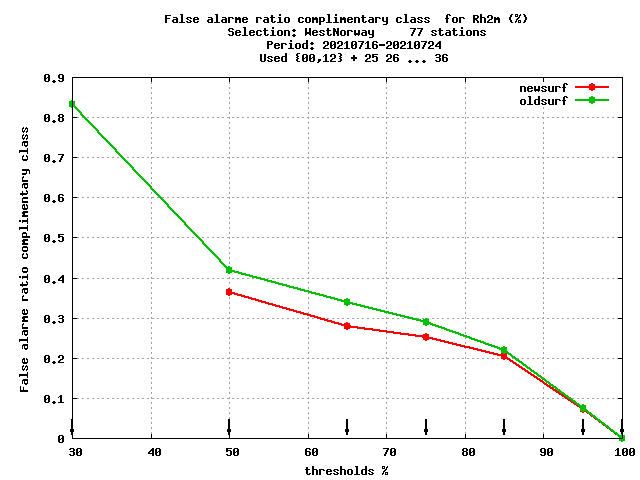 False alarme ratio complimentary class  for Rh2m (%)
Selection: WestNorway     77 stations
Period: 20210716-20210724
Used {00,12} + 25 26 ... 36
newsurf
oldsurf
False alarme ratio complimentary class
0.9
0.8
0.7
0.6
0.5
0.4
0.3
0.2
0.1
0
30 40 50 60 70 80 90 100
thresholds %